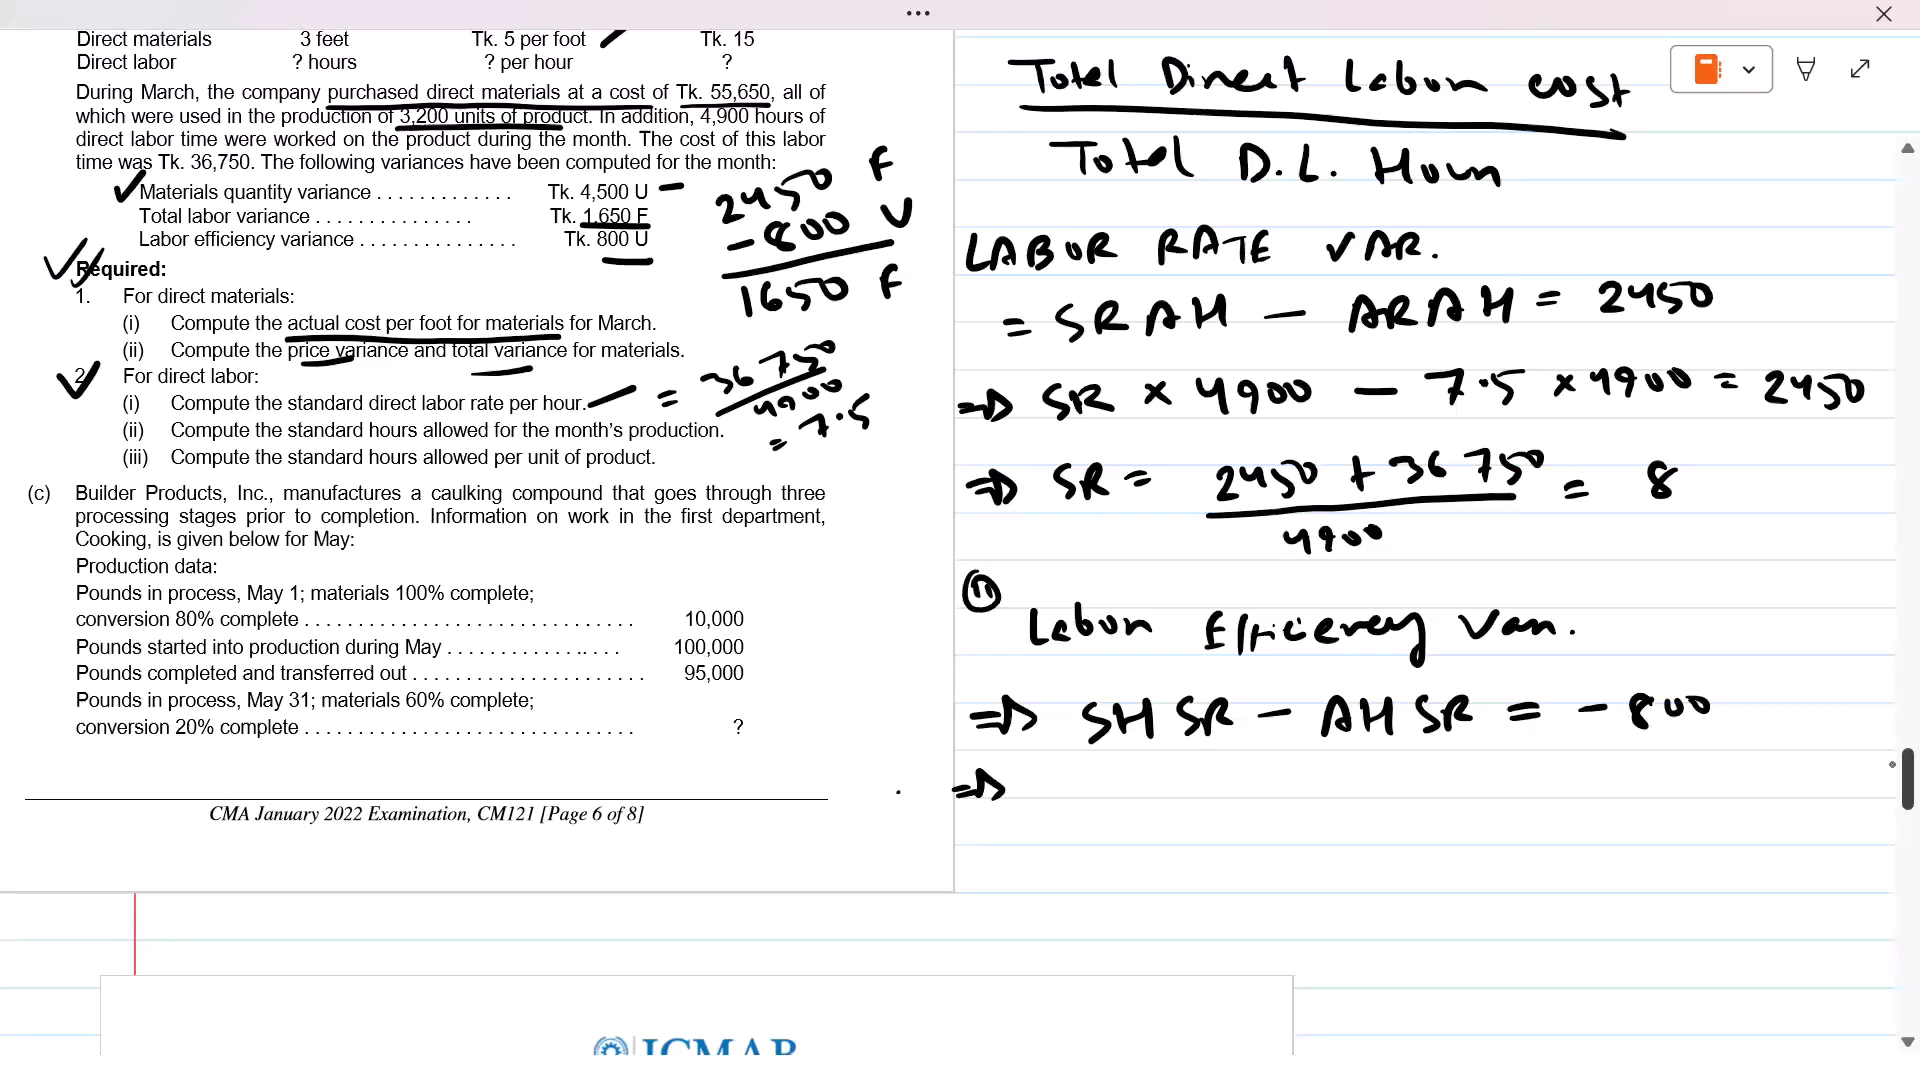 Direct materials 3 feet Tk. 5 per foot Tk. 15
Direct labor ? hours ? per hour ?
During March, the company purchased direct materials at a cost of Tk. 55,650, all of
which were used in the production of 3,200 units of product. In addition, 4,900 hours of
direct labor time were worked on the product during the month. The cost of this labor
time was Tk. 36,750. The following variances have been computed for the month:
Materials quantity variance . . . . . . . . . . . . . Tk. 4,500 U
Total labor variance . . . . . . . . . . . . . . . Tk. 1,650 F
Labor efficiency variance . . . . . . . . . . . . . . . Tk. 800 U
2450 F
- 800 U
1650 F
Required:
1. For direct materials:
(i) Compute the actual cost per foot for materials for March.
(ii) Compute the price variance and total variance for materials.
2. For direct labor:
(i) Compute the standard direct labor rate per hour.
(ii) Compute the standard hours allowed for the month's production.
(iii) Compute the standard hours allowed per unit of product.
= 36750
4900
= 7.5
(c) Builder Products, Inc., manufactures a caulking compound that goes through three
processing stages prior to completion. Information on work in the first department,
Cooking, is given below for May:
Production data:
Pounds in process, May 1; materials 100% complete;
conversion 80% complete . . . . . . . . . . . . . . . . . . . . . . . . . . . . . . . 10,000
Pounds started into production during May . . . . . . . . . . . . . .. . . . . 100,000
Pounds completed and transferred out . . . . . . . . . . . . . . . . . . . . . . 95,000
Pounds in process, May 31; materials 60% complete;
conversion 20% complete . . . . . . . . . . . . . . . . . . . . . . . . . . . . . . . ?
CMA January 2022 Examination, CM121 [Page 6 of 8]
Total Direct Labor cost
Total D.L. Hour
LABOR RATE VAR.
= SRAH - ARAH = 2450
⇒ SR × 4900 - 7.5 × 4900 = 2450
⇒ SR = 2450 + 36750 = 8
4900
(ii)
Labor Efficiency Var.
⇒ SHSR - AHSR = - 800
⇒
ICMAB